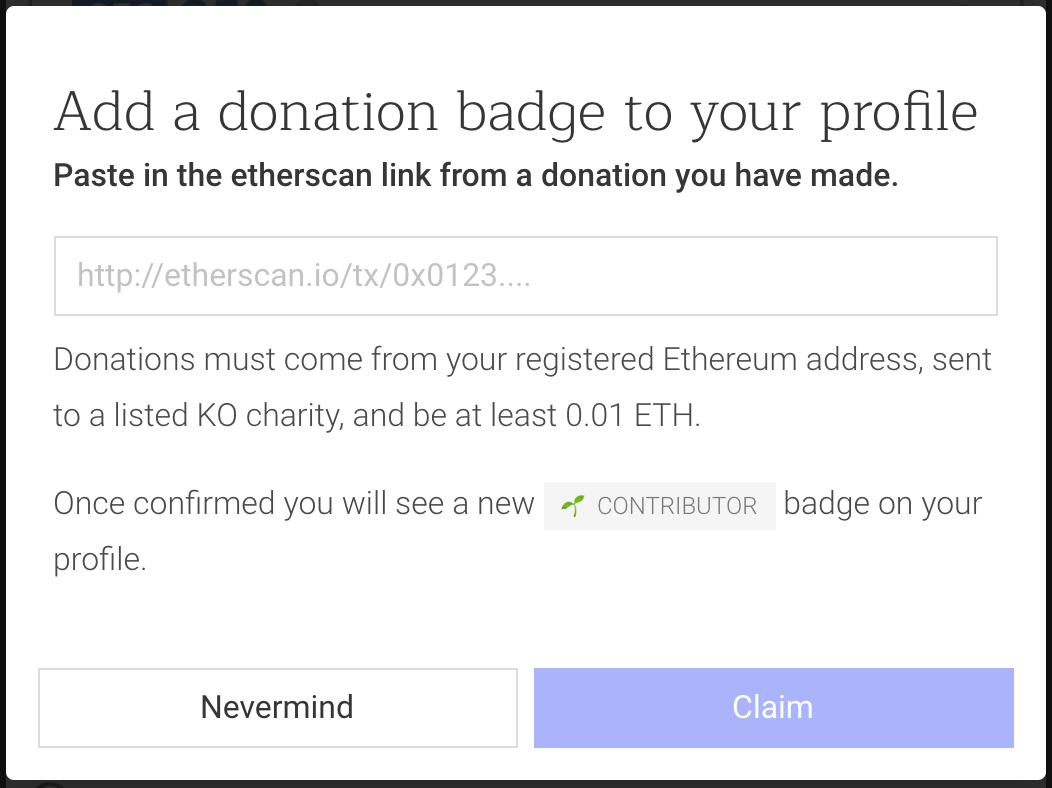 Add a donation badge to your profile
Paste in the etherscan link from a donation you have made.
http://etherscan.io/tx/0x0123....
Donations must come from your registered Ethereum address, sent
to a listed KO charity, and be at least 0.01 ETH.
Once confirmed you will see a new CONTRIBUTOR badge on your
profile.
Nevermind
Claim